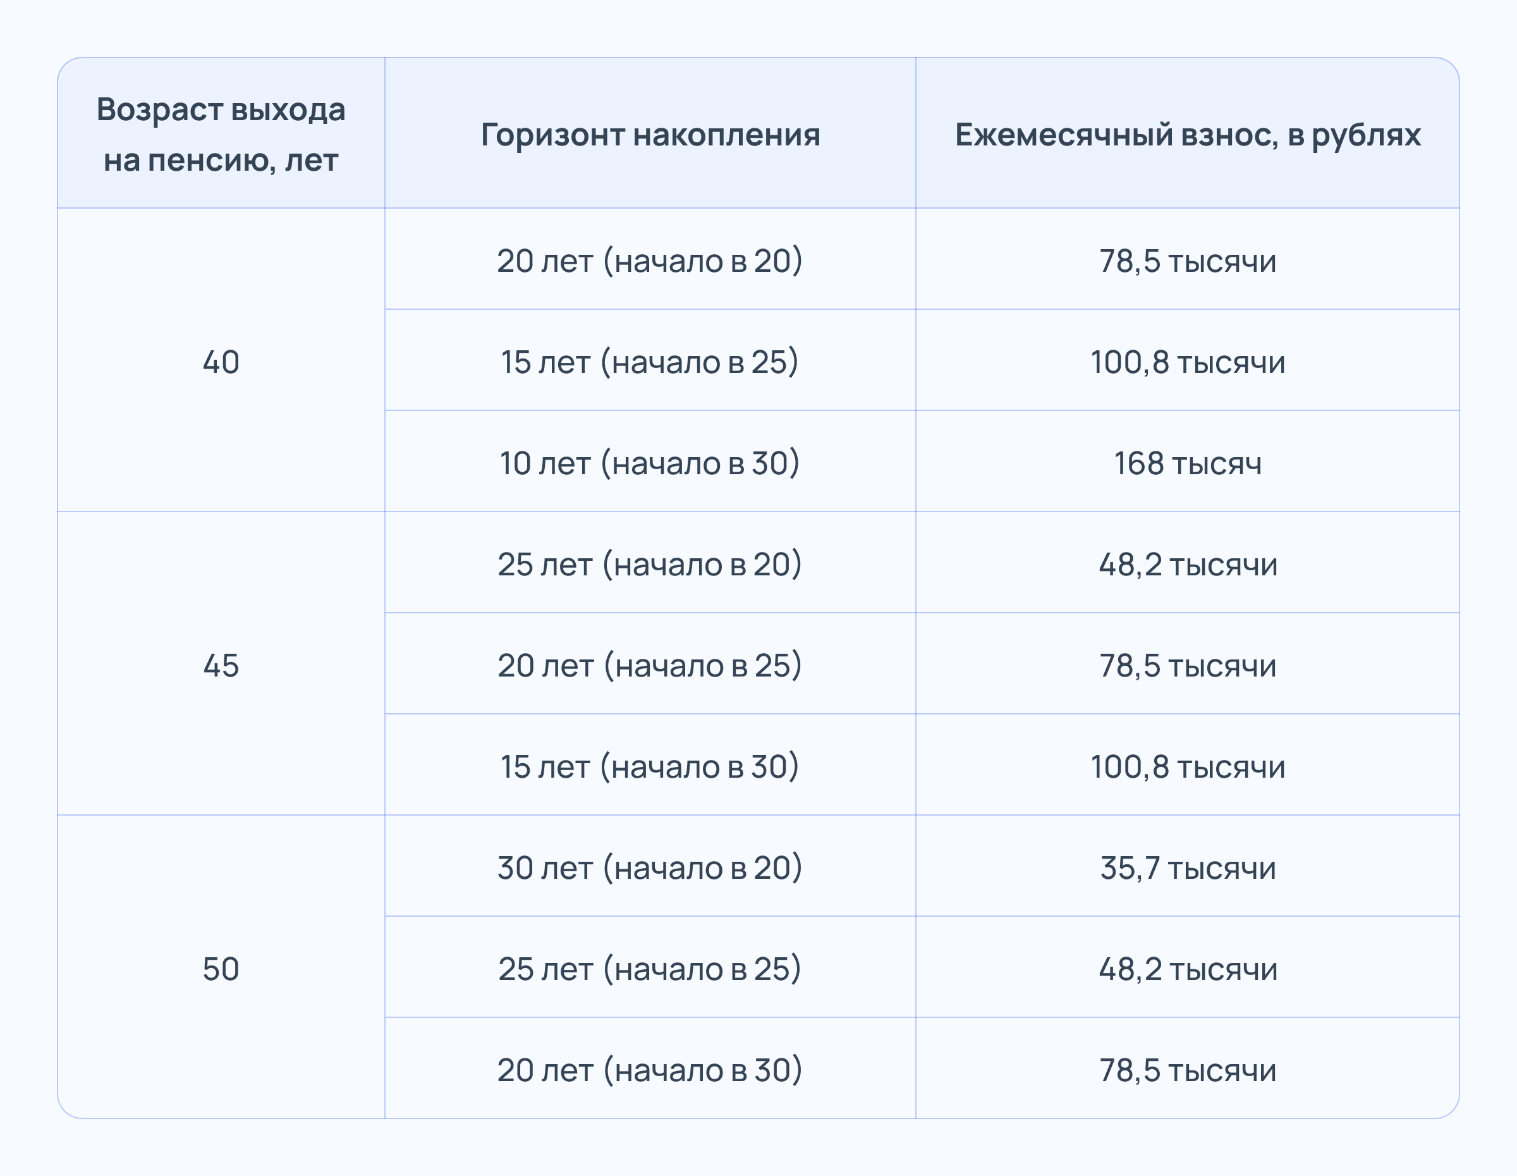 Возраст выхода
на пенсию, лет
Горизонт накопления
Ежемесячный взнос, в рублях
40
20 лет (начало в 20)
78,5 тысячи
15 лет (начало в 25)
100,8 тысячи
10 лет (начало в 30)
168 тысяч
45
25 лет (начало в 20)
48,2 тысячи
20 лет (начало в 25)
78,5 тысячи
15 лет (начало в 30)
100,8 тысячи
50
30 лет (начало в 20)
35,7 тысячи
25 лет (начало в 25)
48,2 тысячи
20 лет (начало в 30)
78,5 тысячи